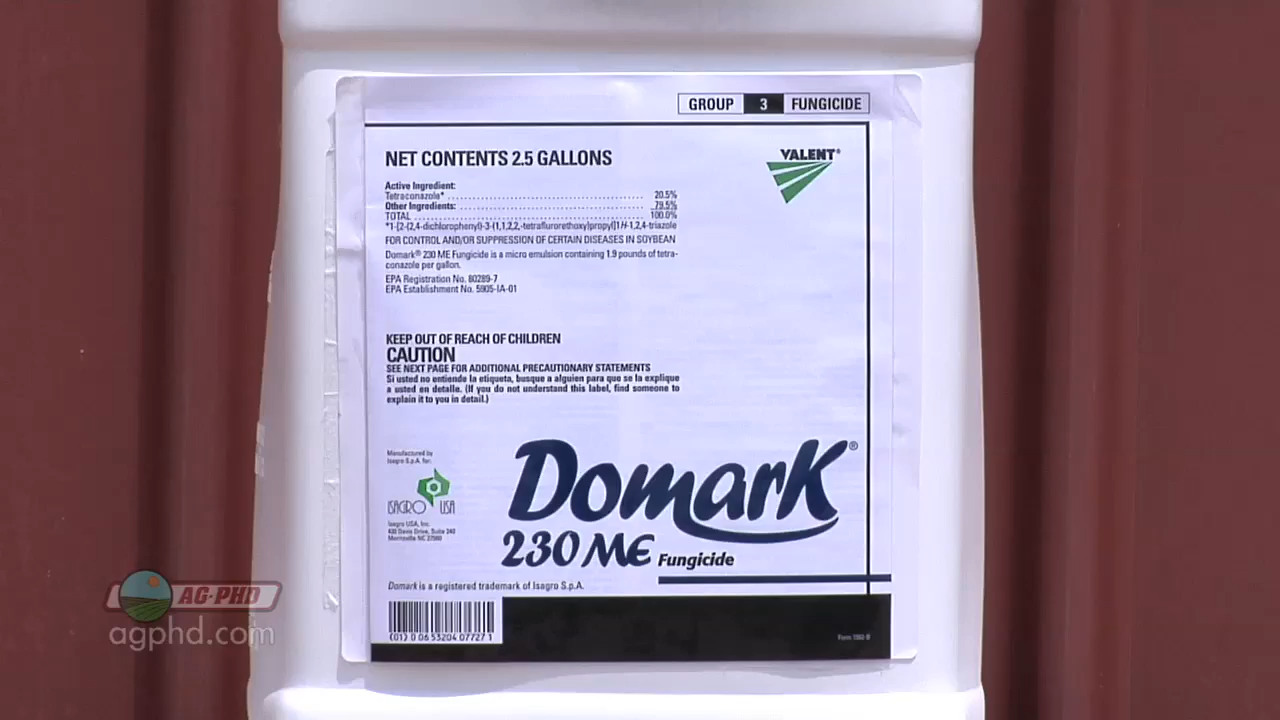 GROUP 3 FUNGICIDE
NET CONTENTS 2.5 GALLONS
VALENT®
Active Ingredient:
Tetraconazole* 20.5%
Other Ingredients: 79.5%
TOTAL 100.0%
*1-[2-(2,4-dichlorophenyl)-3-(1,1,2,2,-tetraflurorethoxy)propyl]1H-1,2,4-triazole
FOR CONTROL AND/OR SUPPRESSION OF CERTAIN DISEASES IN SOYBEAN
Domark® 230 ME Fungicide is a micro emulsion containing 1.9 pounds of tetra-
conazole per gallon.
EPA Registration No. 80289-7
EPA Establishment No. 5905-IA-01
KEEP OUT OF REACH OF CHILDREN
CAUTION
SEE NEXT PAGE FOR ADDITIONAL PRECAUTIONARY STATEMENTS
Si usted no entiende la etiqueta, busque a alguien para que se la explique
a usted en detalle. (If you do not understand this label, find someone to
explain it to you in detail.)
Manufactured by
Isagro S.p.A. for:
ISAGRO USA
Isagro USA, Inc.
430 Davis Drive, Suite 240
Morrisville NC 27560
Domark®
230 ME Fungicide
Domark is a registered trademark of Isagro S.p.A.
(01) 0 06 53204 07727 1
AG-PHD
agphd.com